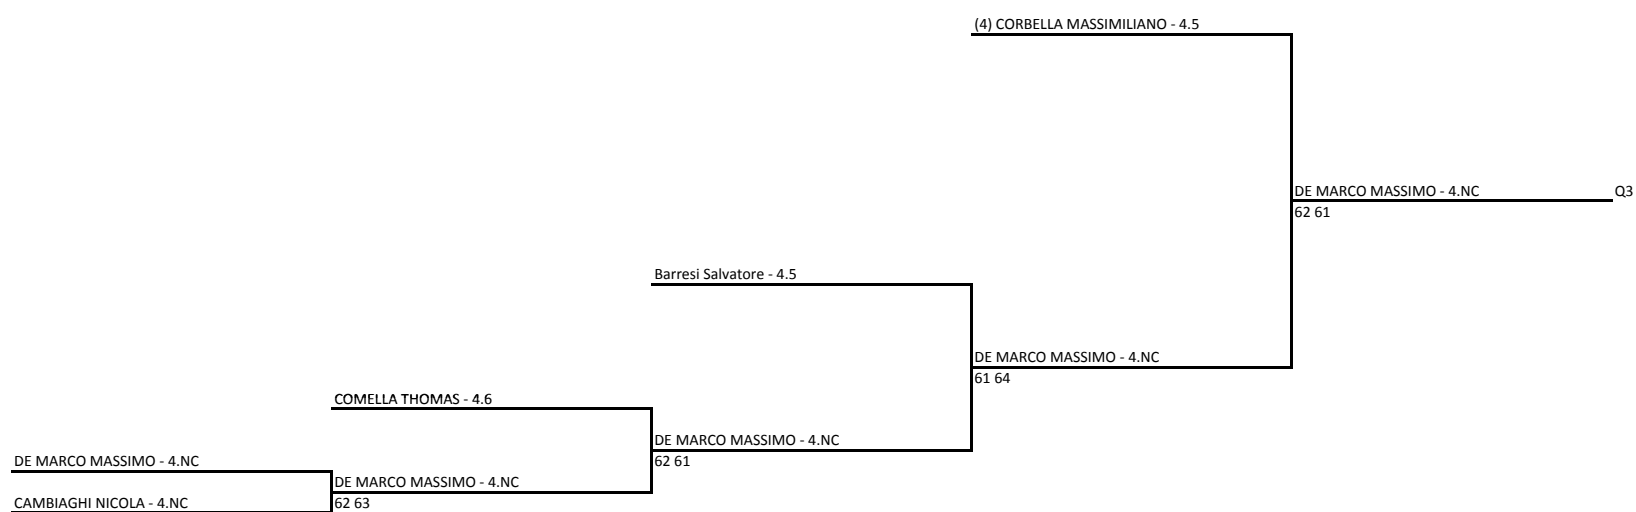 (4) CORBELLA MASSIMILIANO - 4.5
DE MARCO MASSIMO - 4.NC
Q3
62 61
Barresi Salvatore - 4.5
DE MARCO MASSIMO - 4.NC
61 64
COMELLA THOMAS - 4.6
DE MARCO MASSIMO - 4.NC
62 61
DE MARCO MASSIMO - 4.NC
DE MARCO MASSIMO - 4.NC
62 63
CAMBIAGHI NICOLA - 4.NC